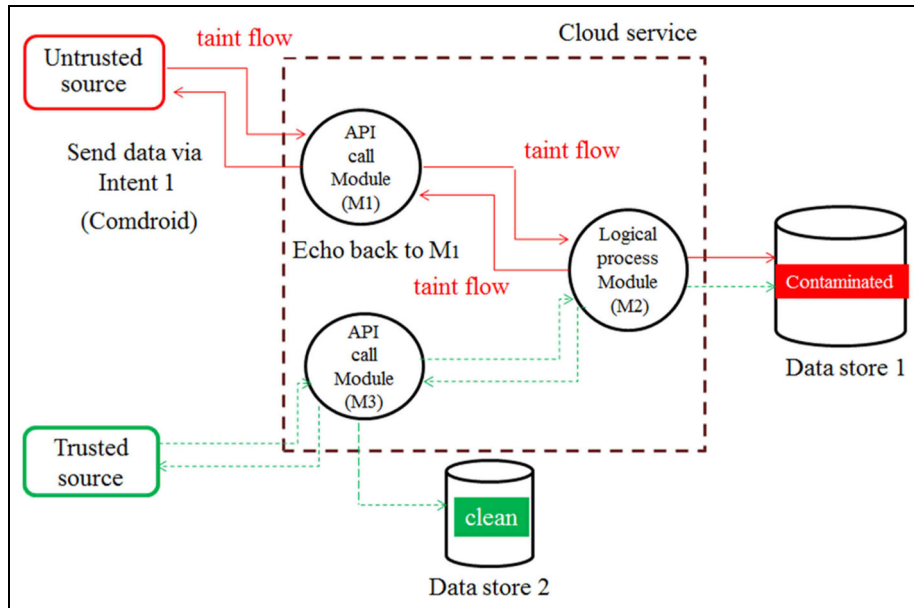 taint flow
Cloud service
Untrusted
source
API
call
Module
(M1)
taint flow
Send data via
Intent 1
(Comdroid)
Echo back to M1
taint flow
Logical
process
Module
(M2)
Contaminated
Data store 1
API
call
Module
(M3)
Trusted
source
clean
Data store 2